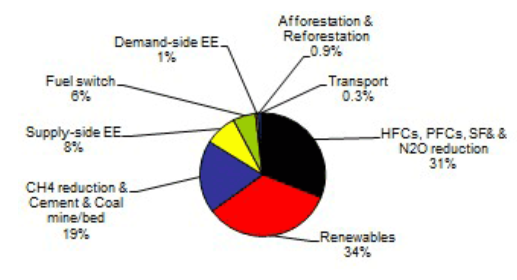 Afforestation &
Reforestation
0.9%
Demand-side EE
1%
Transport
0.3%
Fuel switch
6%
HFCs, PFCs, SF& &
N2O reduction
31%
Supply-side EE
8%
CH4 reduction &
Cement & Coal
mine/bed
19%
Renewables
34%